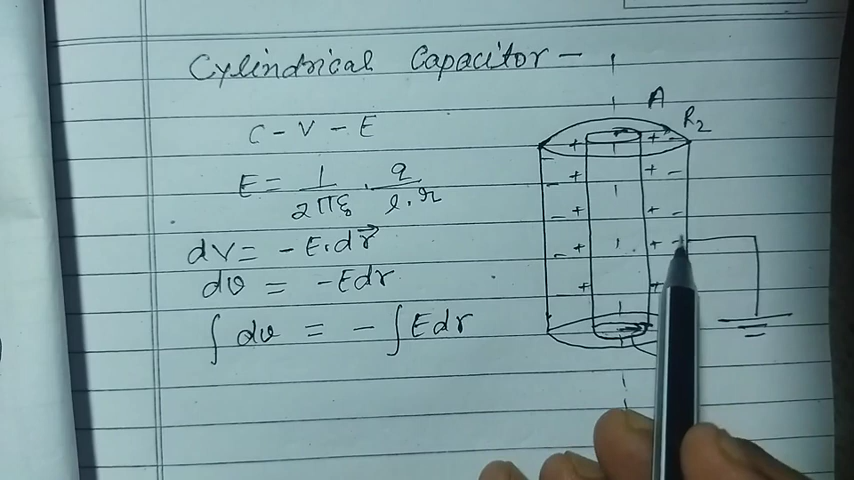 Cylindrical Capacitor -
C - V - E
E = 1/2πε₀ . q/l.r
dV = -E.dr⃗
dv = -Edr
∫ dv = - ∫ Edr
A
R₂
+ + -
+ + -
- + + -
- + + -
+ +